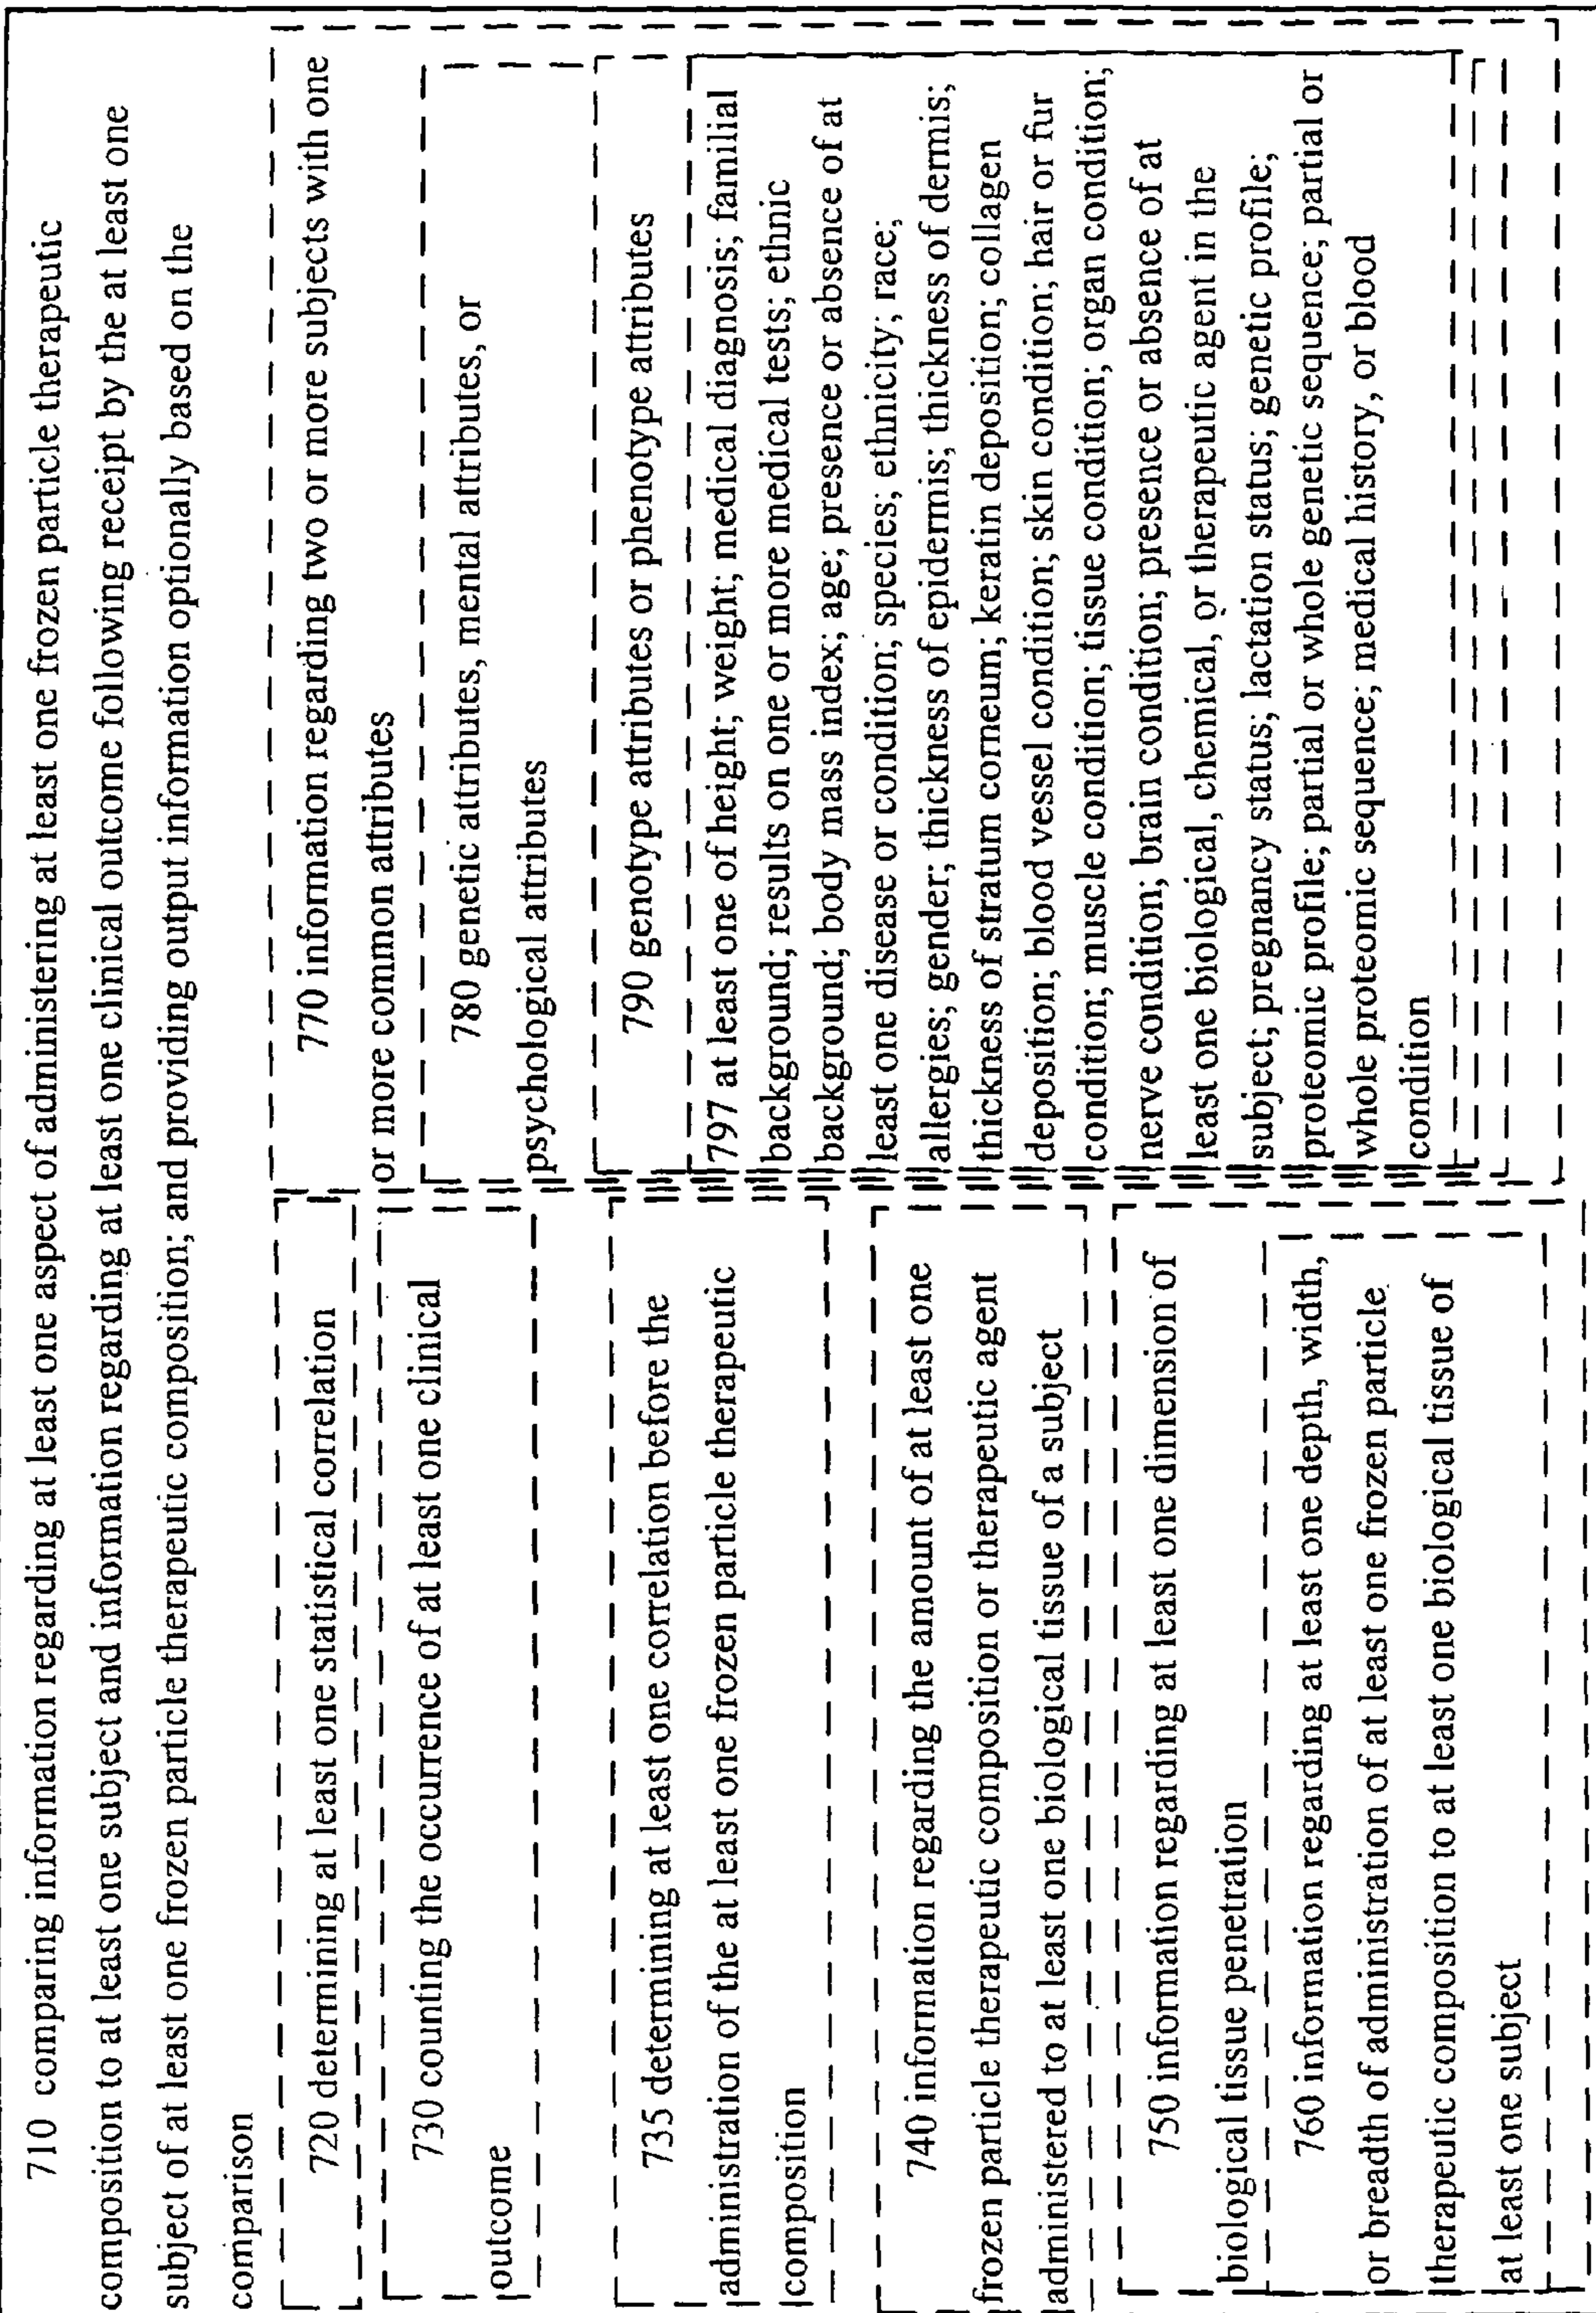 710 comparing information regarding at least one aspect of administering at least one frozen particle therapeutic
composition to at least one subject and information regarding at least one clinical outcome following receipt by the at least one
subject of at least one frozen particle therapeutic composition; and providing output information optionally based on the
comparison
720 determining at least one statistical correlation
730 counting the occurrence of at least one clinical
outcome
735 determining at least one correlation before the
administration of the at least one frozen particle therapeutic
composition
740 information regarding the amount of at least one
frozen particle therapeutic composition or therapeutic agent
administered to at least one biological tissue of a subject
750 information regarding at least one dimension of
biological tissue penetration
760 information regarding at least one depth, width,
or breadth of administration of at least one frozen particle
therapeutic composition to at least one biological tissue of
at least one subject
770 information regarding two or more subjects with one
or more common attributes
780 genetic attributes, mental attributes, or
psychological attributes
790 genotype attributes or phenotype attributes
797 at least one of height; weight; medical diagnosis; familial
background; results on one or more medical tests; ethnic
background; body mass index; age; presence or absence of at
least one disease or condition; species; ethnicity; race;
allergies; gender; thickness of epidermis; thickness of dermis;
thickness of stratum corneum; keratin deposition; collagen
deposition; blood vessel condition; skin condition; hair or fur
condition; muscle condition; tissue condition; organ condition;
nerve condition; brain condition; presence or absence of at
least one biological, chemical, or therapeutic agent in the
subject; pregnancy status; lactation status; genetic profile;
proteomic profile; partial or whole genetic sequence; partial or
whole proteomic sequence; medical history, or blood
condition